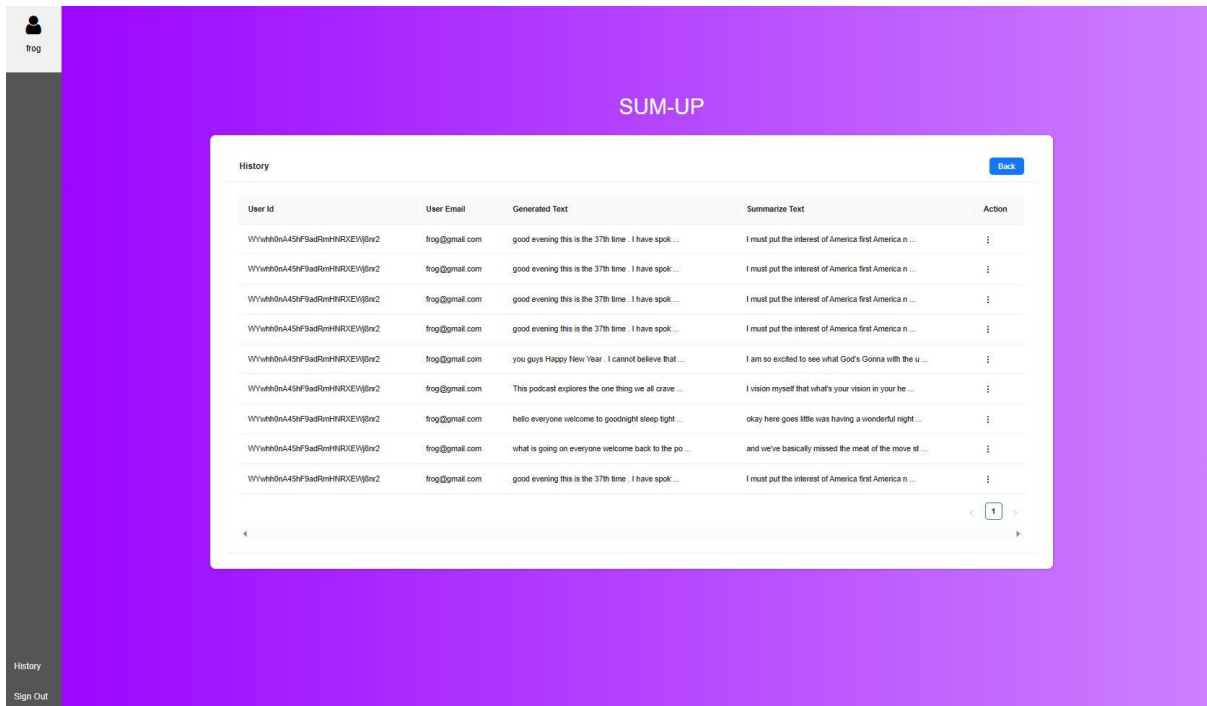 frog
SUM-UP
History
Back
User Id User Email Generated Text Summarize Text Action
WYwhh0nA45hF9adRmHNRXEWj8nr2 frog@gmail.com good evening this is the 37th time . I have spok ... I must put the interest of America first America n ...
WYwhh0nA45hF9adRmHNRXEWj8nr2 frog@gmail.com good evening this is the 37th time . I have spok ... I must put the interest of America first America n ...
WYwhh0nA45hF9adRmHNRXEWj8nr2 frog@gmail.com good evening this is the 37th time . I have spok ... I must put the interest of America first America n ...
WYwhh0nA45hF9adRmHNRXEWj8nr2 frog@gmail.com good evening this is the 37th time . I have spok ... I must put the interest of America first America n ...
WYwhh0nA45hF9adRmHNRXEWj8nr2 frog@gmail.com you guys Happy New Year . I cannot believe that ... I am so excited to see what God's Gonna with the u ...
WYwhh0nA45hF9adRmHNRXEWj8nr2 frog@gmail.com This podcast explores the one thing we all crave ... I vision myself that what's your vision in your he ...
WYwhh0nA45hF9adRmHNRXEWj8nr2 frog@gmail.com hello everyone welcome to goodnight sleep tight ... okay here goes little was having a wonderful night ...
WYwhh0nA45hF9adRmHNRXEWj8nr2 frog@gmail.com what is going on everyone welcome back to the po ... and we've basically missed the meat of the move st ...
WYwhh0nA45hF9adRmHNRXEWj8nr2 frog@gmail.com good evening this is the 37th time . I have spok ... I must put the interest of America first America n ...
1
History
Sign Out